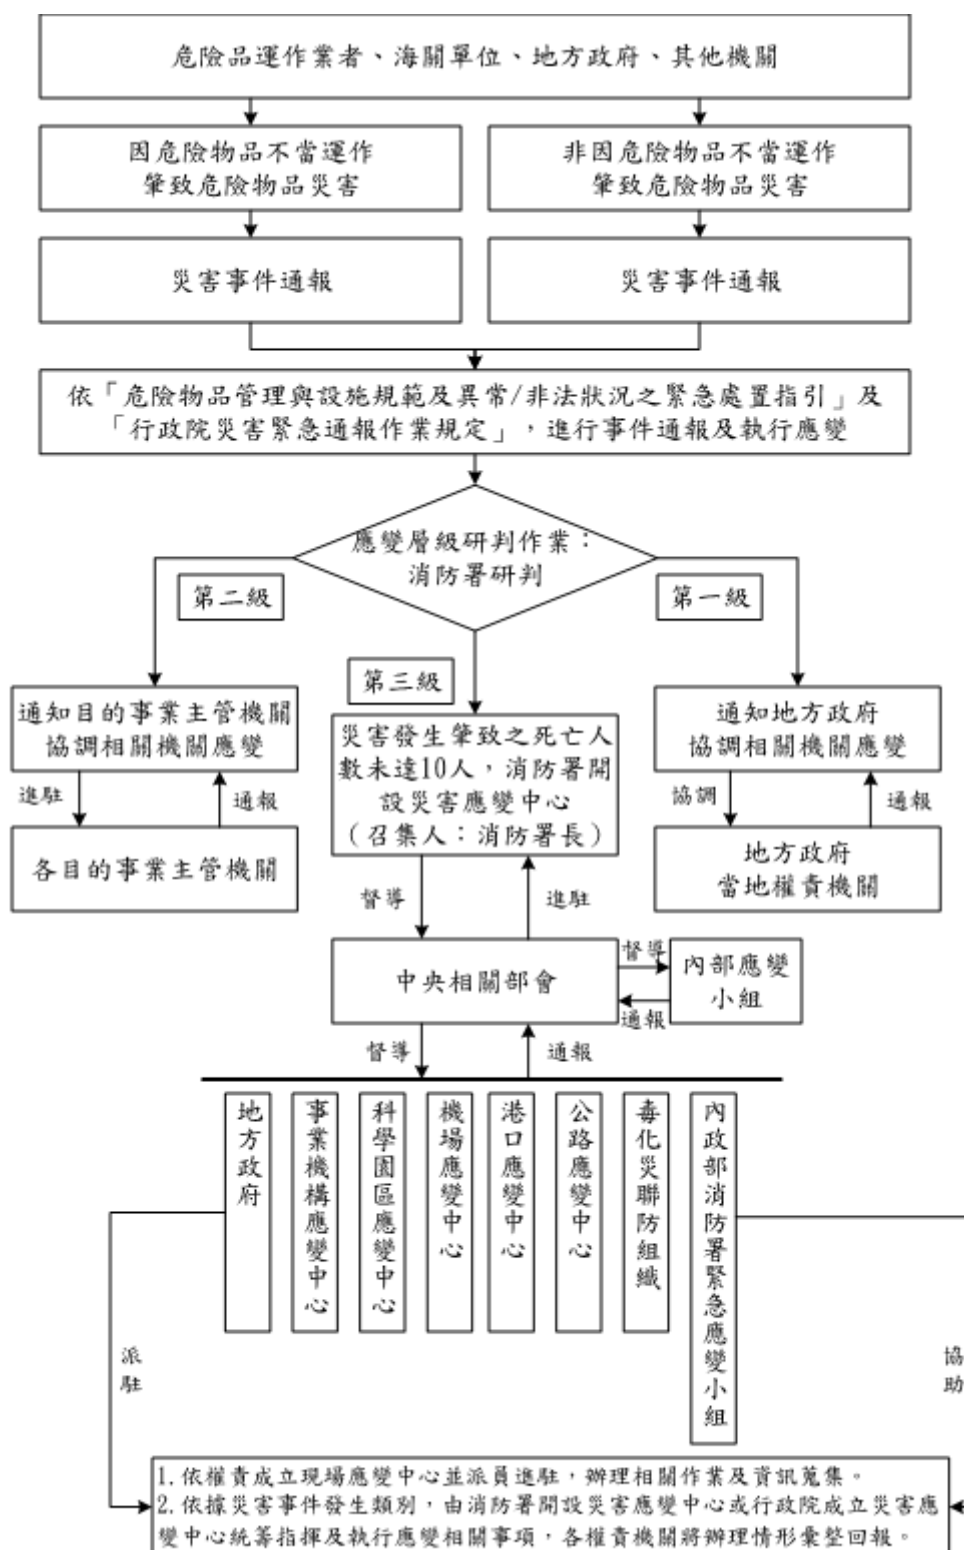 危險品運作業者、海關單位、地方政府、其他機關
因危險物品不當運作
肇致危險物品災害
非因危險物品不當運作
肇致危險物品災害
災害事件通報
災害事件通報
依「危險物品管理與設施規範及異常/非法狀況之緊急處置指引」及
「行政院災害緊急通報作業規定」，進行事件通報及執行應變
應變層級研判作業：
消防署研判
第二級
第一級
第三級
通知目的事業主管機關
協調相關機關應變
災害發生肇致之死亡人
數未達10人，消防署開
設災害應變中心
（召集人：消防署長）
通知地方政府
協調相關機關應變
進駐
通報
協調
通報
各目的事業主管機關
地方政府
當地權責機關
督導
進駐
中央相關部會
督導
通報
內部應變
小組
督導
通報
地方政府
事業機構應變中心
科學園區應變中心
機場應變中心
港口應變中心
公路應變中心
毒化災聯防組織
內政部消防署緊急應變小組
派駐
協助
1.依權責成立現場應變中心並派員進駐，辦理相關作業及資訊蒐集。
2.依據災害事件發生類別，由消防署開設災害應變中心或行政院成立災害應
變中心統籌指揮及執行應變相關事項，各權責機關將辦理情形彙整回報。